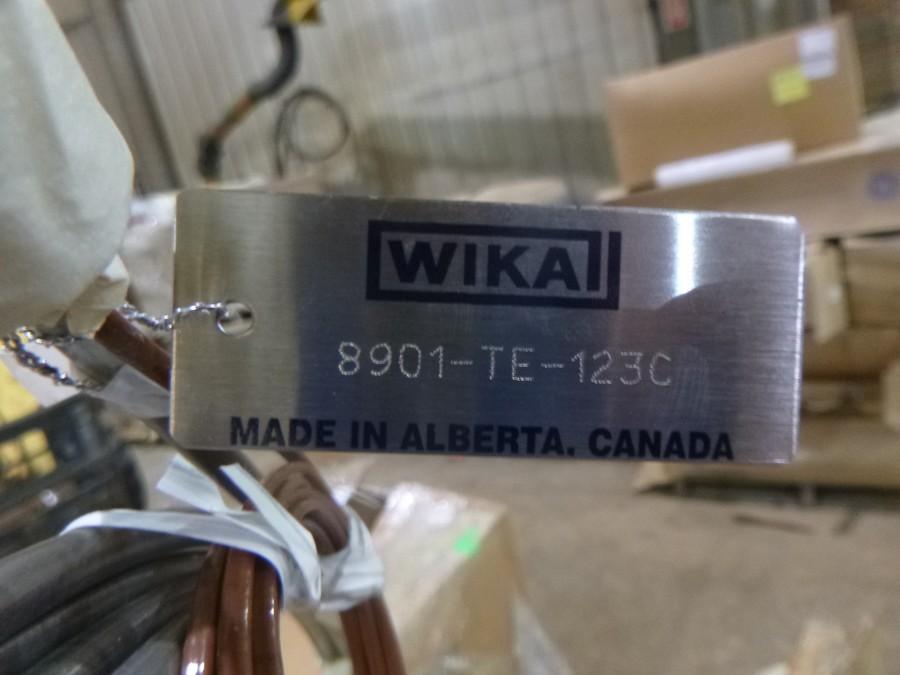 WIKA
8901-TE-123C
MADE IN ALBERTA. CANADA